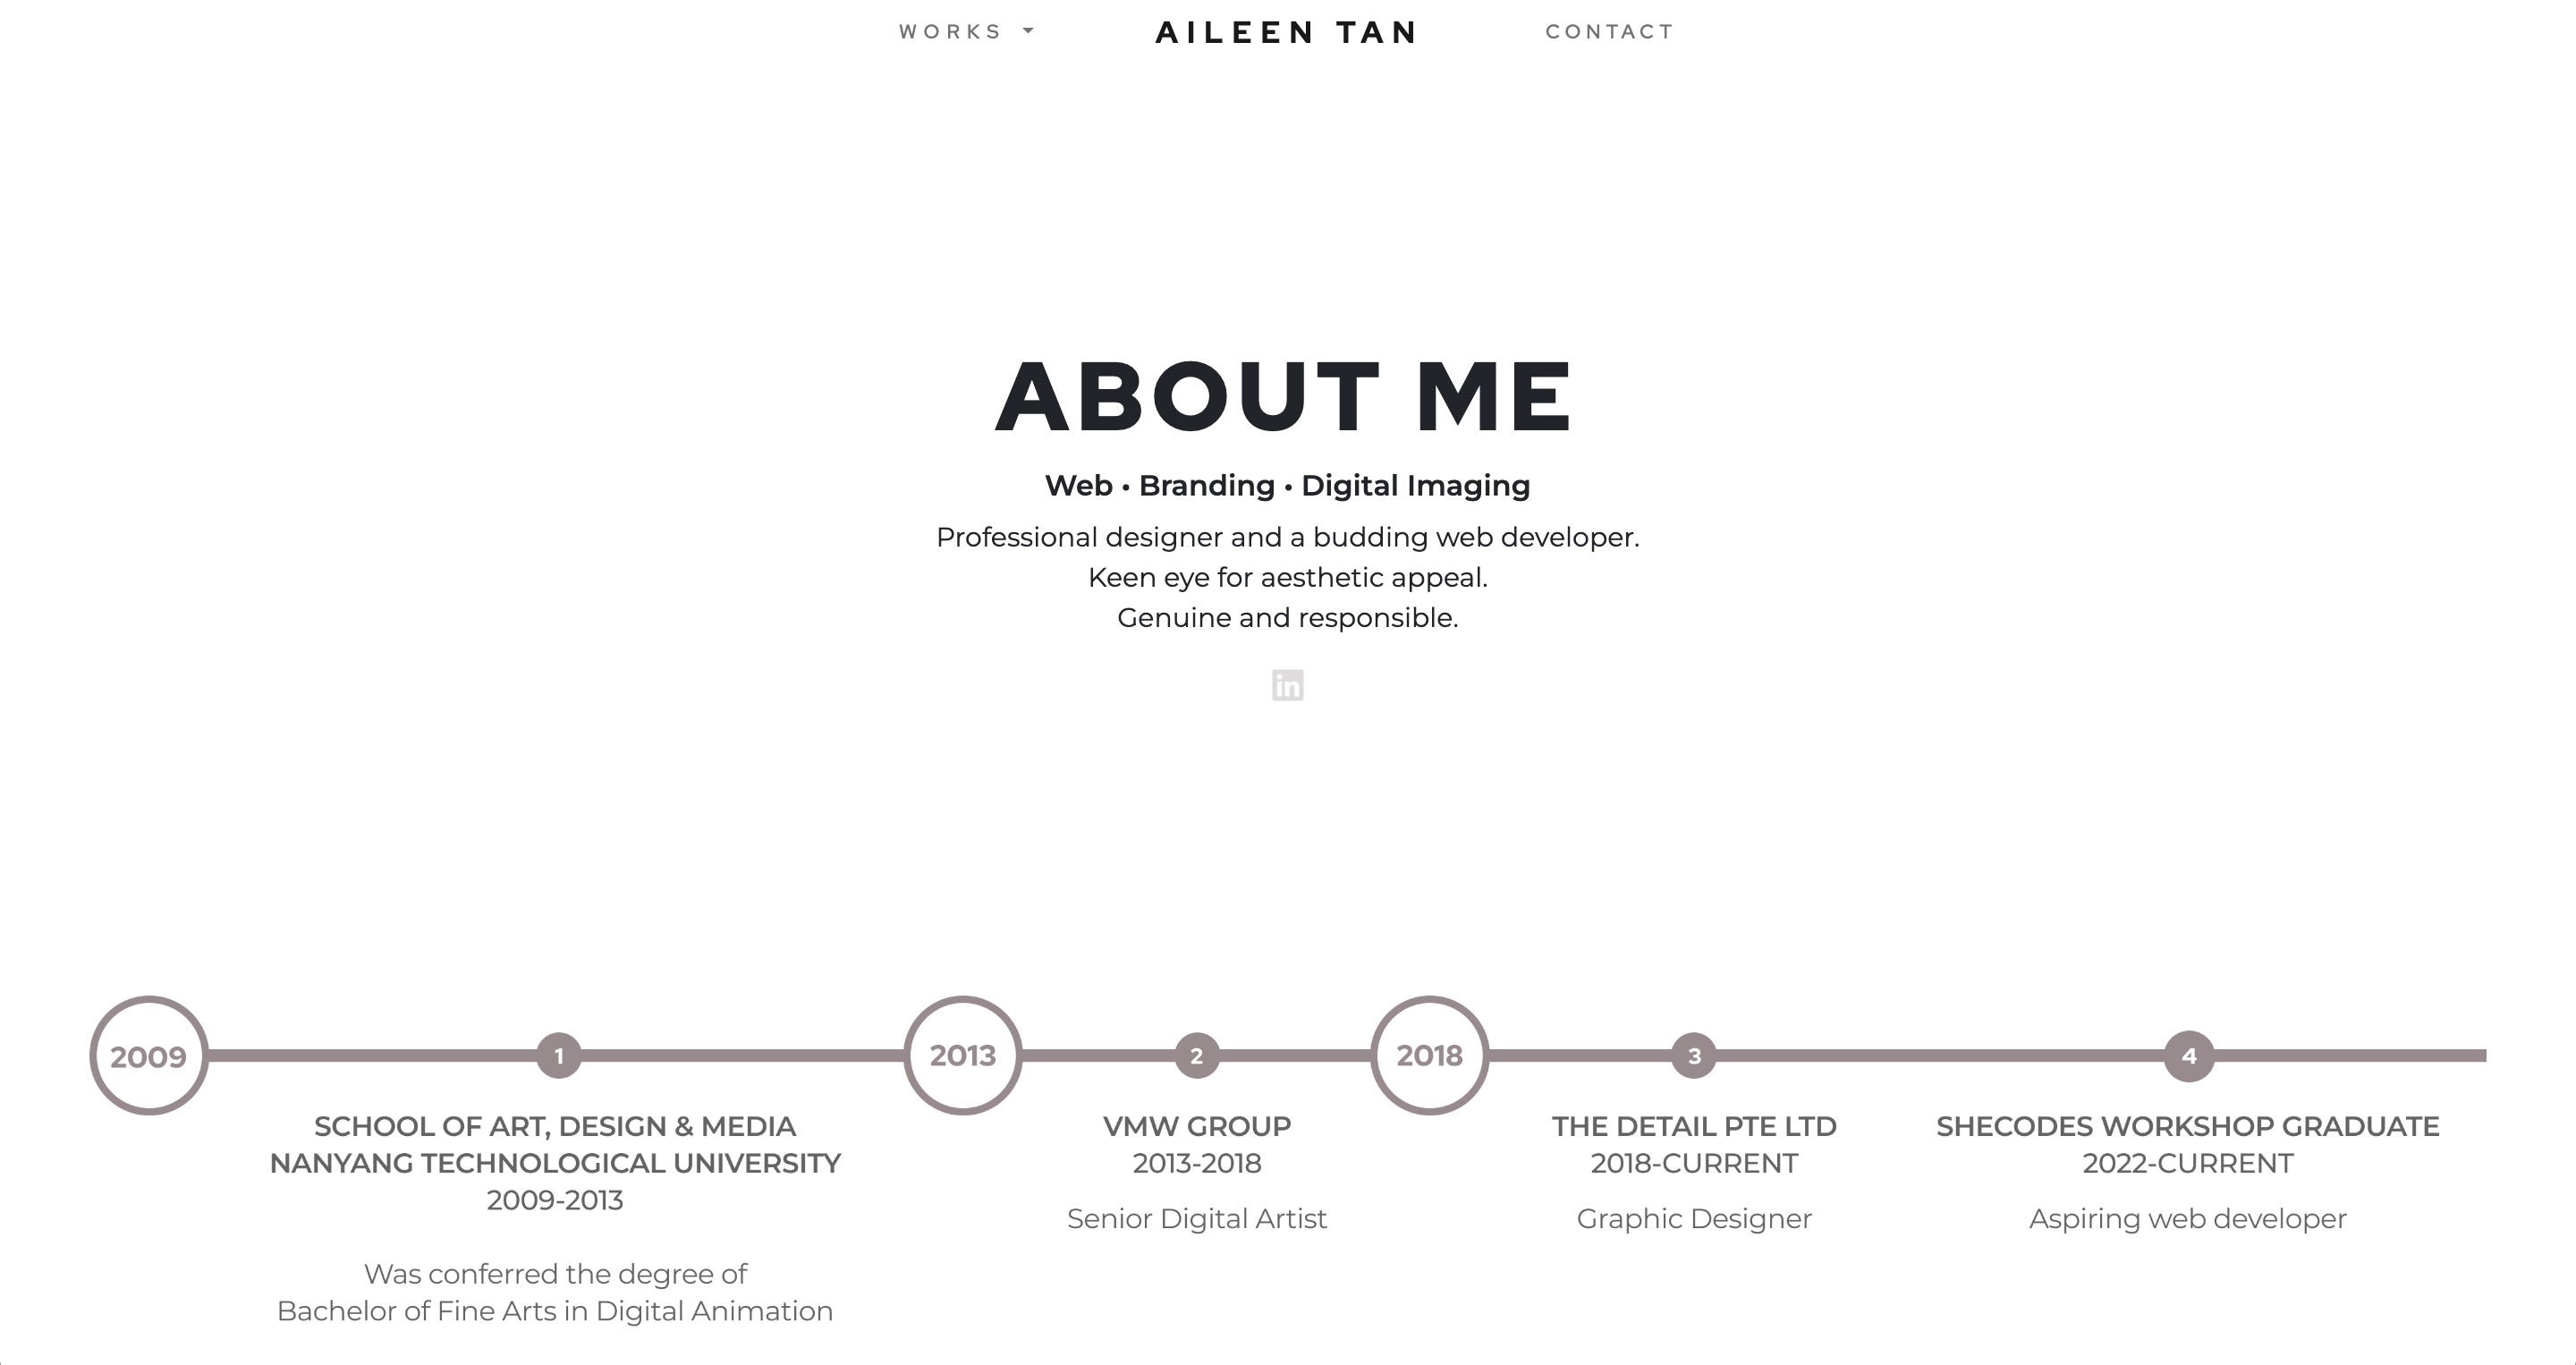 WORKS
AILEEN TAN
CONTACT
ABOUT ME
Web • Branding • Digital Imaging
Professional designer and a budding web developer.
Keen eye for aesthetic appeal.
Genuine and responsible.
in
2009
1
2013
2
2018
3
4
SCHOOL OF ART, DESIGN & MEDIA
NANYANG TECHNOLOGICAL UNIVERSITY
2009-2013
Was conferred the degree of
Bachelor of Fine Arts in Digital Animation
VMW GROUP
2013-2018
Senior Digital Artist
THE DETAIL PTE LTD
2018-CURRENT
Graphic Designer
SHECODES WORKSHOP GRADUATE
2022-CURRENT
Aspiring web developer